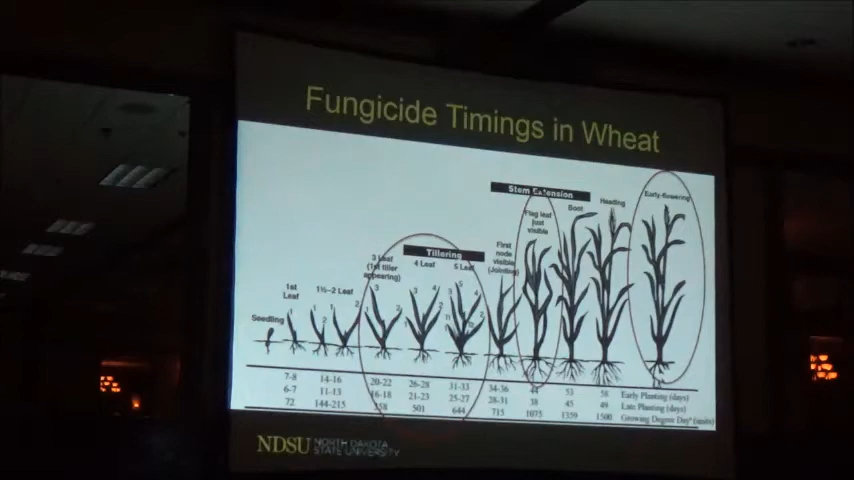 Fungicide Timings in Wheat
Stem Extension
Early-flowering
Heading
Boot
Flag leaf
just
visible
First
node
visible
(Jointing)
Tillering
3 Leaf
(1st tiller
appearing)
4 Leaf
5 Leaf
1st
Leaf
1½-2 Leaf
Seedling
7-8 14-16 20-22 26-28 31-33 34-36 44 53 58 Early Planting (days)
6-7 11-13 16-18 21-23 25-27 28-31 38 45 49 Late Planting (days)
72 144-215 358 501 644 715 1075 1359 1500 Growing Degree Day* (units)
NDSU NORTH DAKOTA
STATE UNIVERSITY